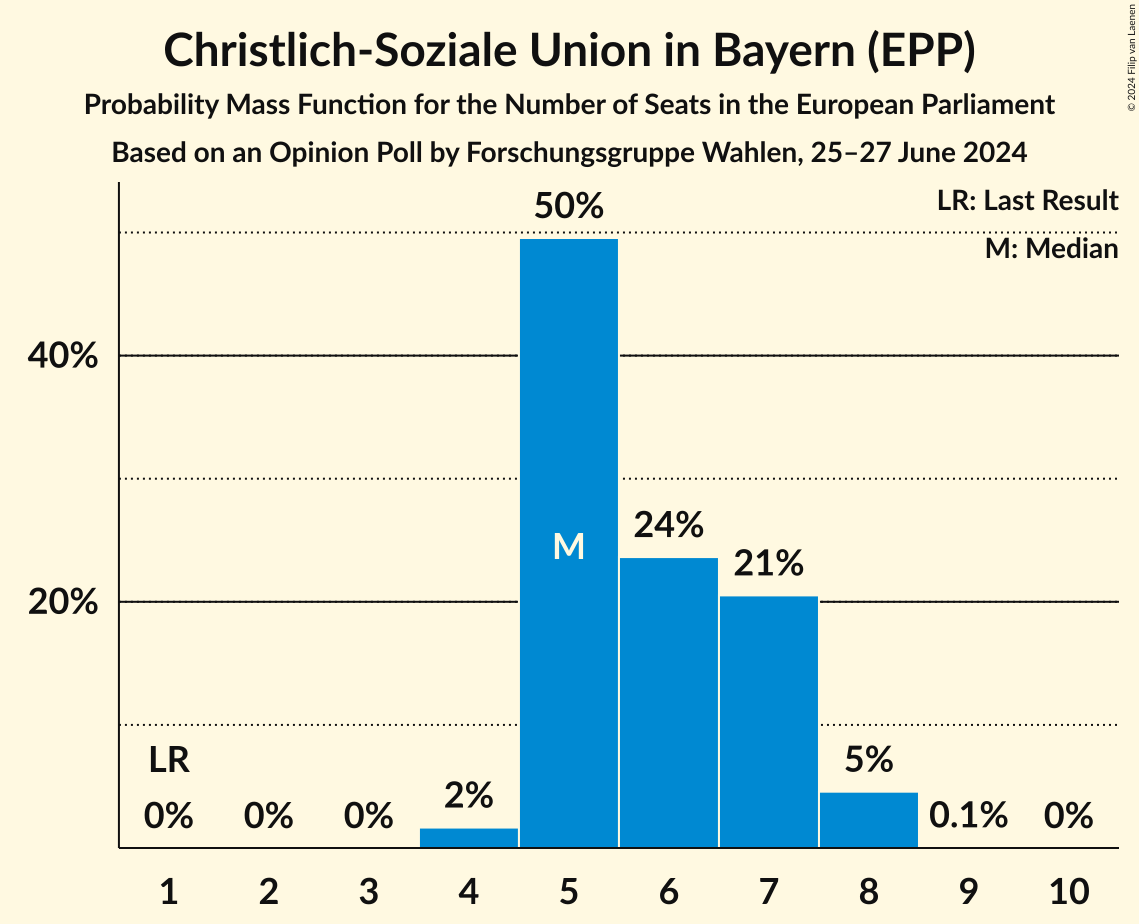 Christlich-Soziale Union in Bayern (EPP)
Probability Mass Function for the Number of Seats in the European Parliament
Based on an Opinion Poll by Forschungsgruppe Wahlen, 25–27 June 2024
© 2024 Filip van Laenen
LR: Last Result
M: Median
50%
40%
24%
M
21%
20%
LR
5%
2%
0% 0% 0% 0.1% 0%
1 2 3 4 5 6 7 8 9 10